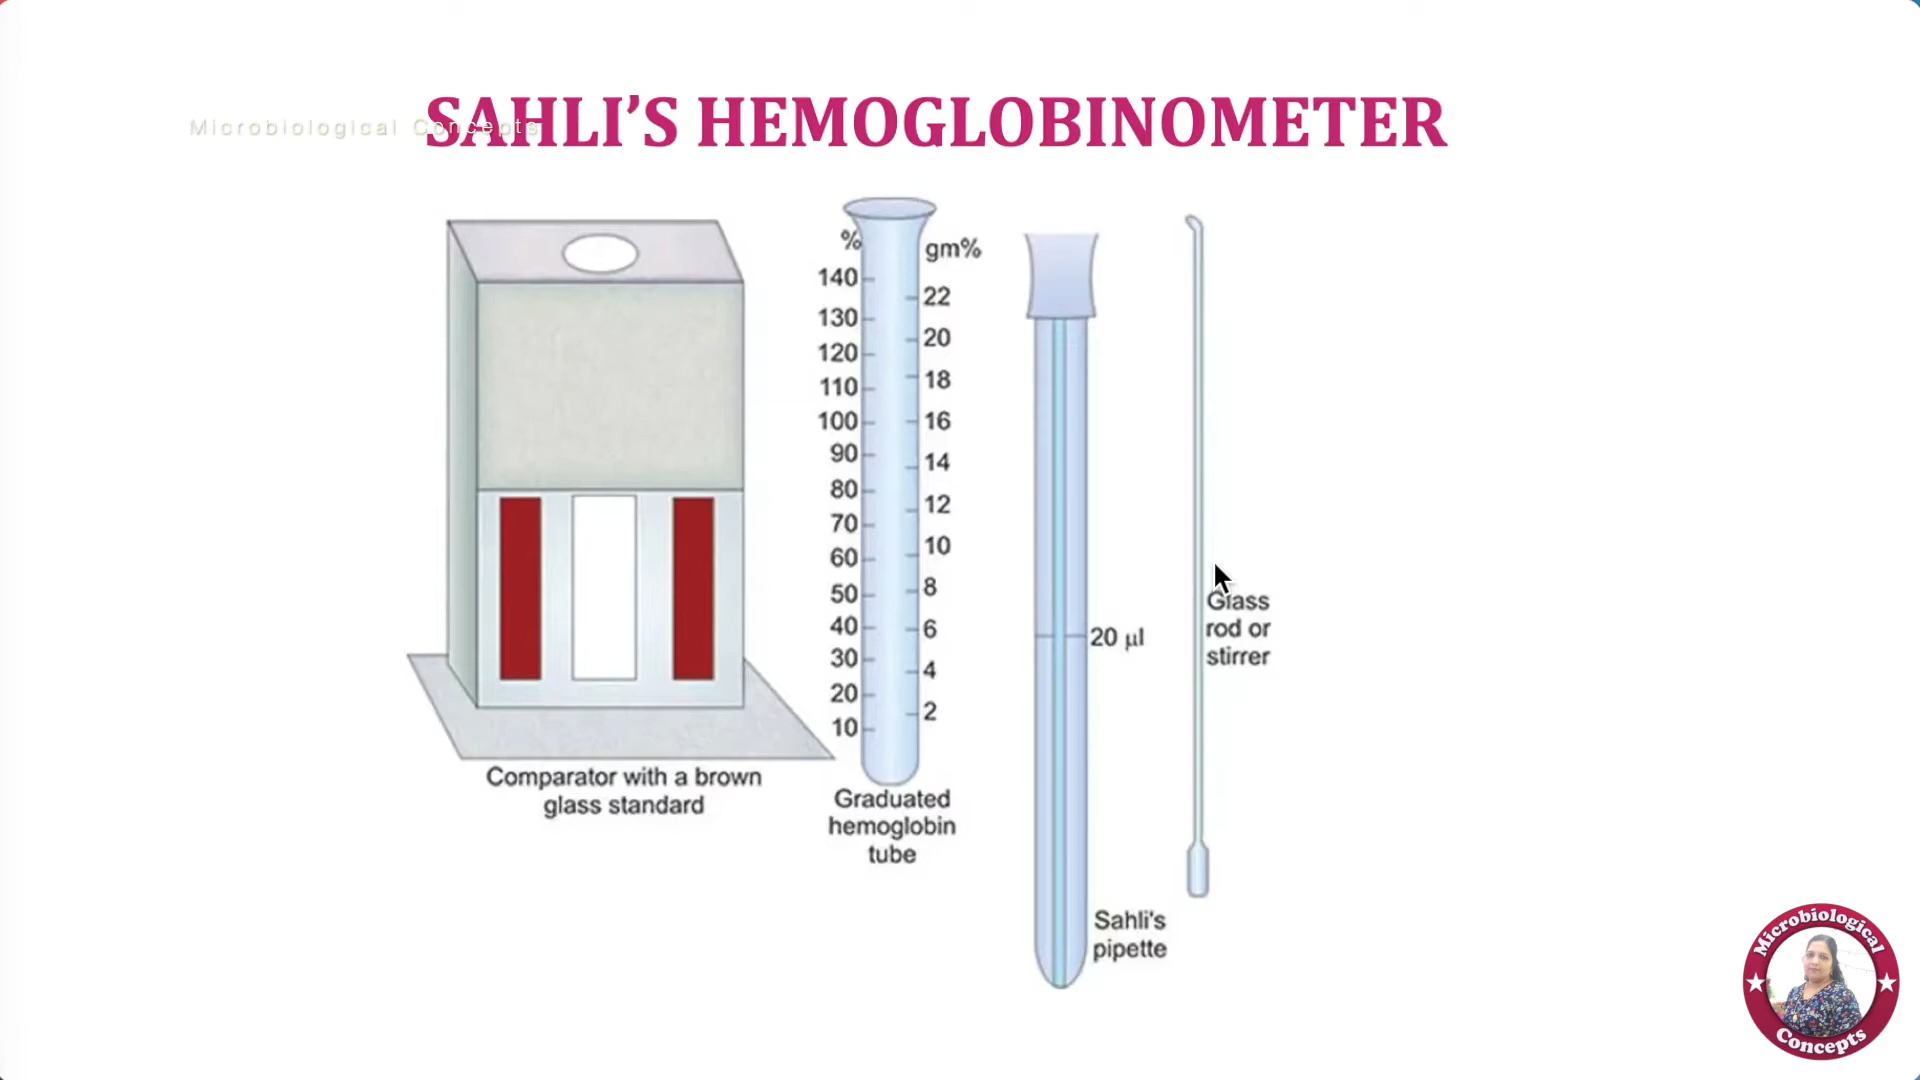 SAHLI’S HEMOGLOBINOMETER
Microbiological Concepts
%
140
130
120
110
100
90
80
70
60
50
40
30
20
10
gm%
22
20
18
16
14
12
10
8
6
4
2
20 µl
Glass
rod or
stirrer
Comparator with a brown
glass standard
Graduated
hemoglobin
tube
Sahli's
pipette
Microbiological
Concepts